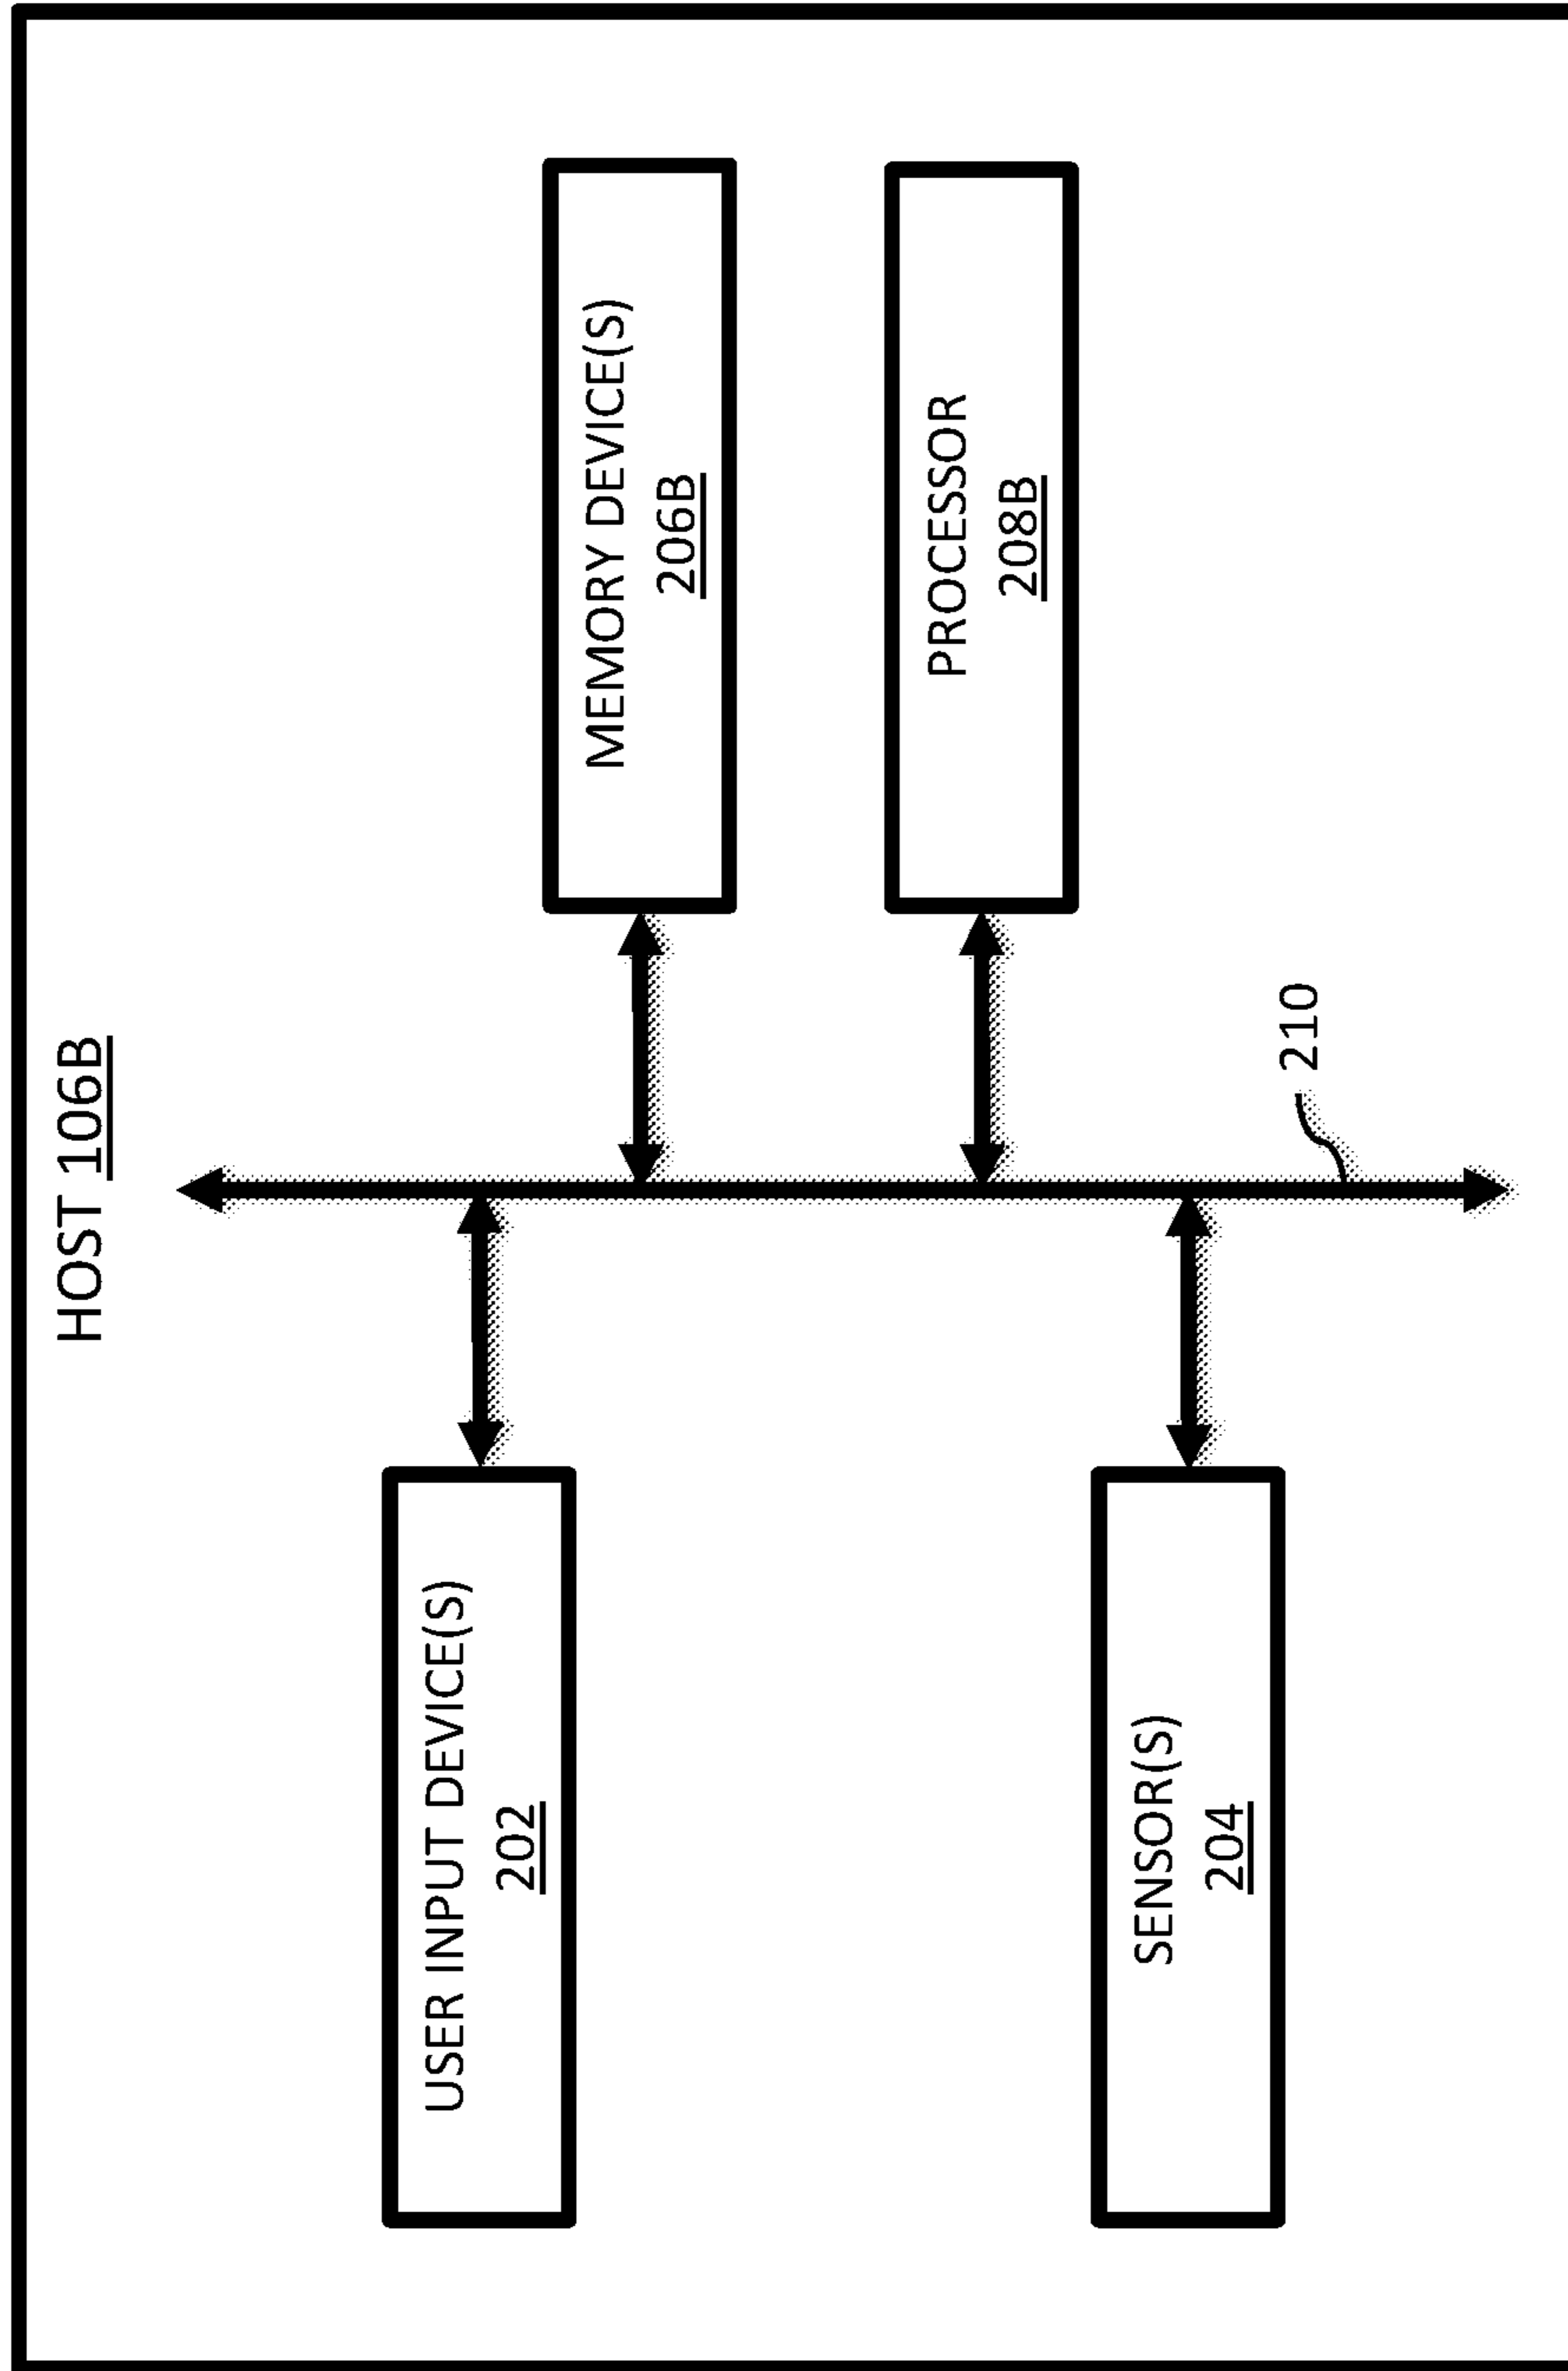 HOST 106B
USER INPUT DEVICE(S)
202
MEMORY DEVICE(S)
206B
PROCESSOR
208B
SENSOR(S)
204
210